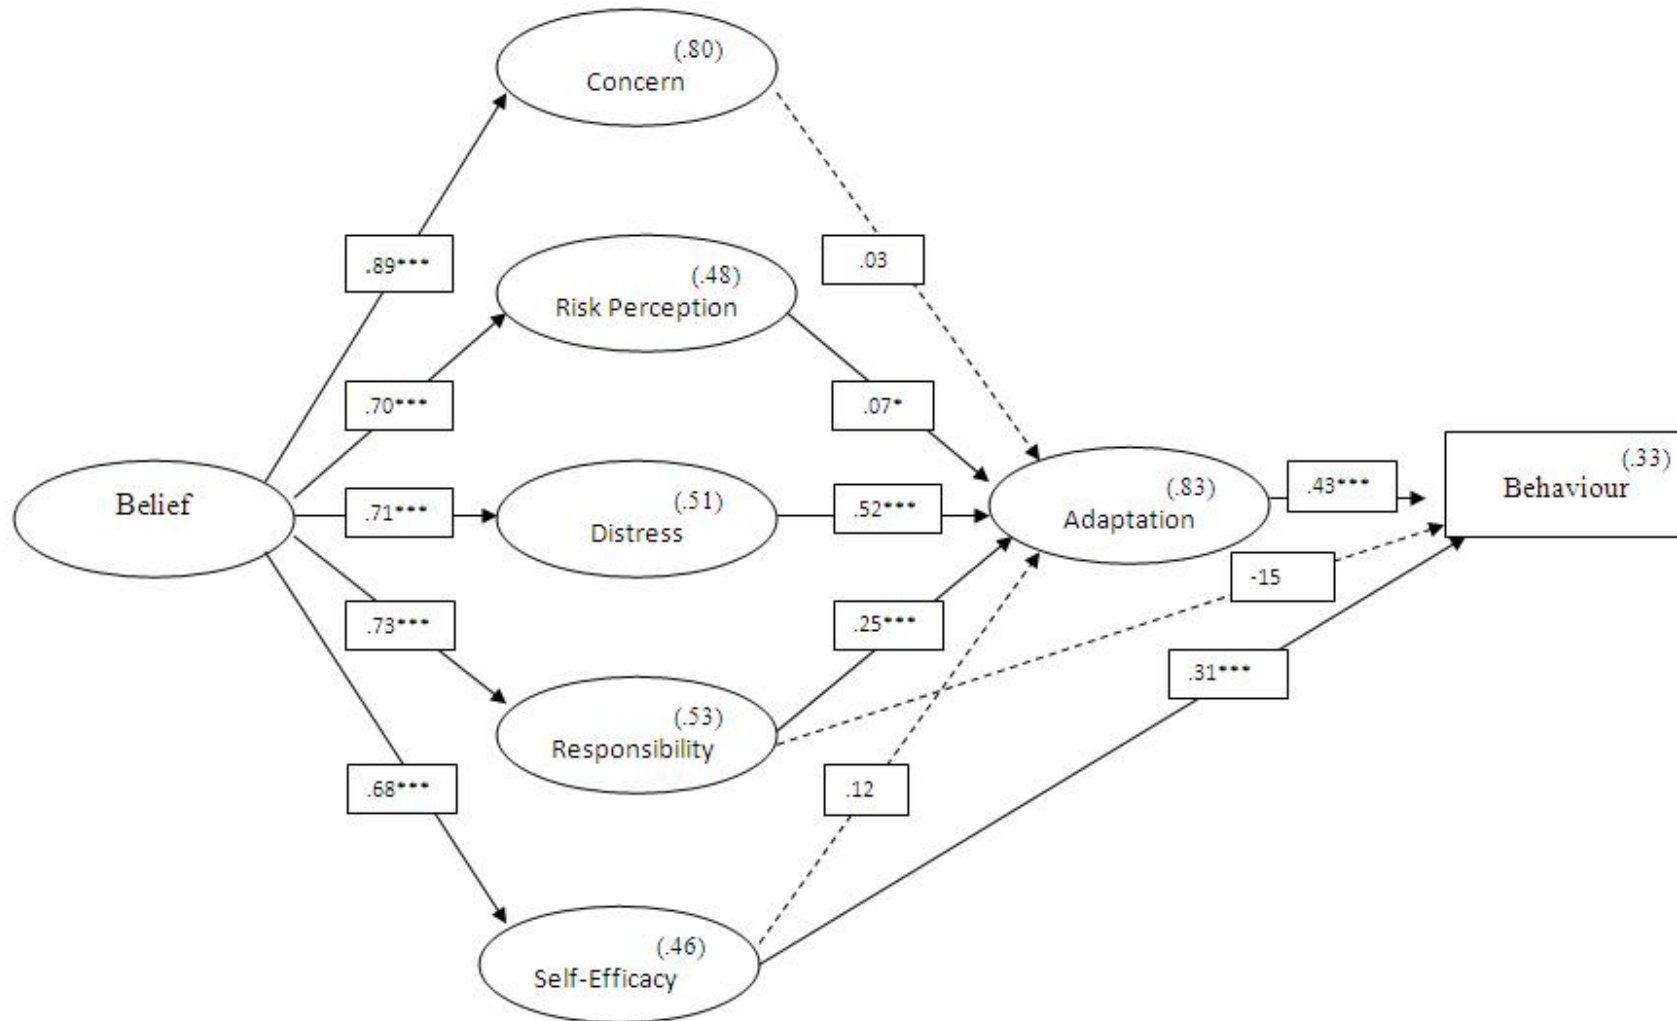 (.80)
Concern
.89***
.03
(.48)
Risk Perception
.70***
.07*
Belief
.71***
(.51)
Distress
.52***
(.83)
Adaptation
.43***
(.33)
Behaviour
-15
.73***
.25***
(.53)
Responsibility
.31***
.68***
.12
(.46)
Self-Efficacy